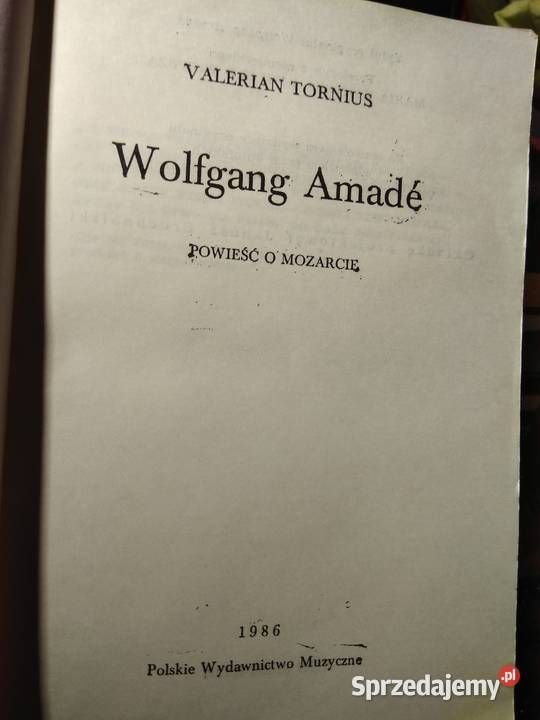 VALERIAN TORNIUS
Wolfgang Amadé
POWIEŚĆ O MOZARCIE
1986
Polskie Wydawnictwo Muzyczne
Sprzedajemy.pl